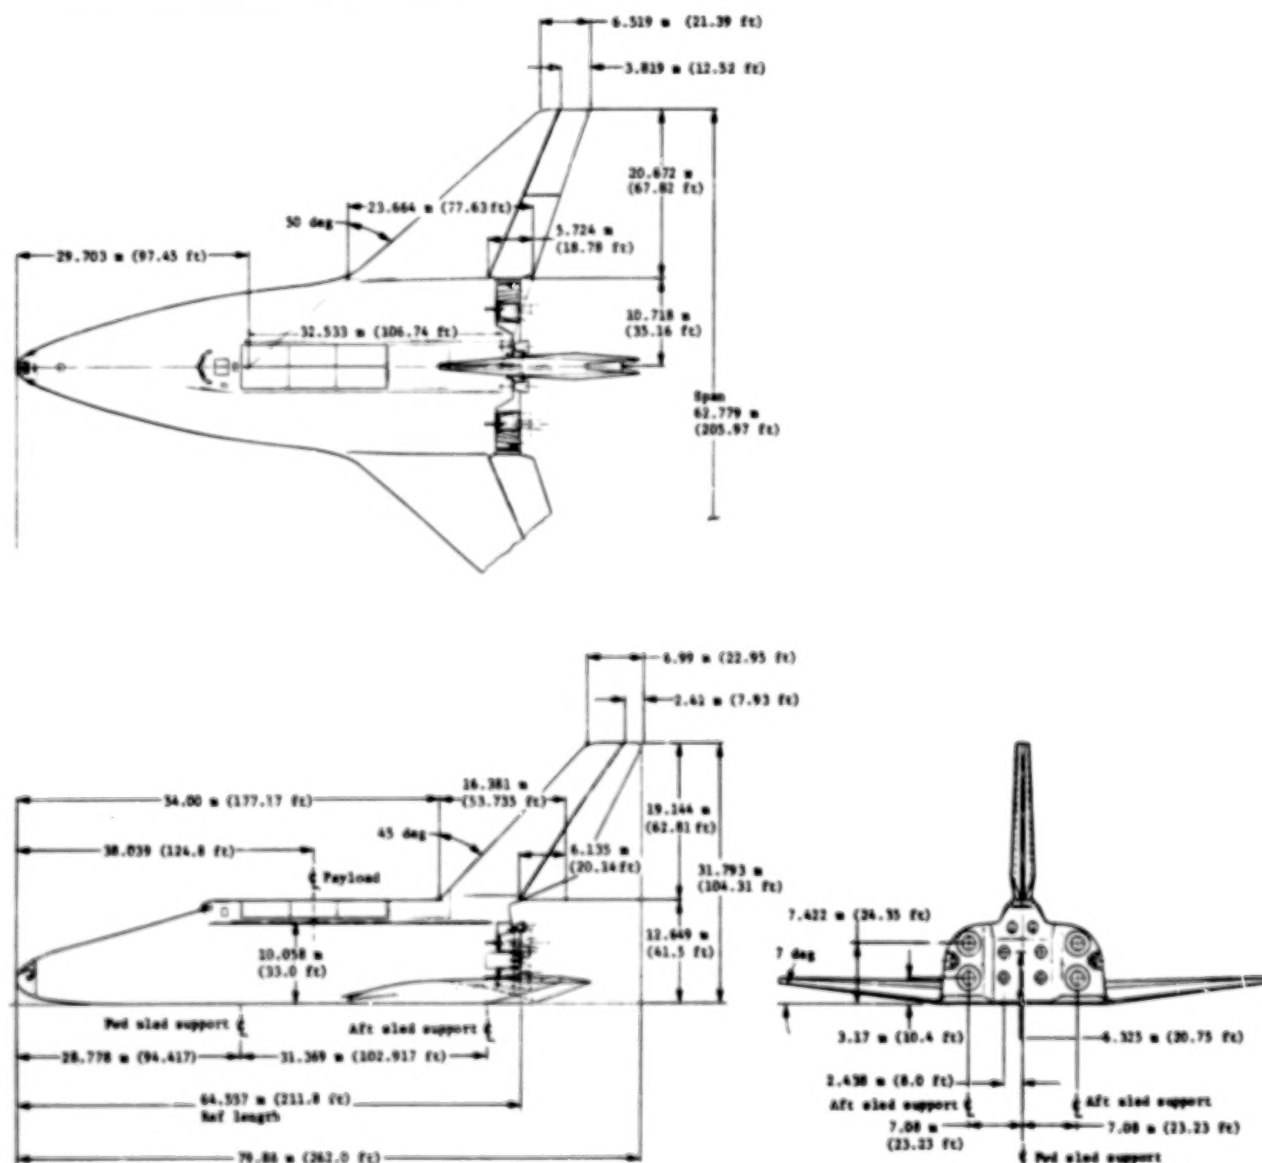 6.519 m (21.39 ft)
3.819 m (12.52 ft)
20.672 m
(67.82 ft)
23.664 m (77.63 ft)
50 deg
5.724 m
(18.78 ft)
29.703 m (97.45 ft)
10.718 m
(35.16 ft)
32.533 m (106.74 ft)
Span
62.779 m
(205.97 ft)
6.99 m (22.95 ft)
2.41 m (7.93 ft)
16.381 m
(53.735 ft)
54.00 m (177.17 ft)
19.144 m
(62.81 ft)
45 deg
6.135 m
(20.14 ft)
38.039 (124.8 ft)
31.793 m
(104.31 ft)
Payload
7.422 m (24.35 ft)
12.649 m
(41.5 ft)
10.058 m
(33.0 ft)
7 deg
Fwd sled support
Aft sled support
3.17 m (10.4 ft)
6.325 m (20.75 ft)
28.778 m (94.417)
31.369 m (102.917 ft)
2.438 m (8.0 ft)
64.557 m (211.8 ft)
Ref length
Aft sled support
Aft sled support
7.08 m
(23.23 ft)
7.08 m (23.23 ft)
79.86 m (262.0 ft)
Fwd sled support